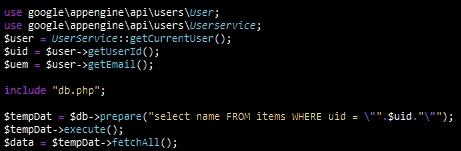 use google\appengine\api\users\User;
use google\appengine\api\users\Userservice;
$user = UserService::getCurrentUser();
$uid = $user->getUserId();
$uem = $user->getEmail();
include "db.php";
$tempDat = $db->prepare("select name FROM items WHERE uid = \"".$uid."\"");
$tempDat->execute();
$data = $tempDat->fetchAll();